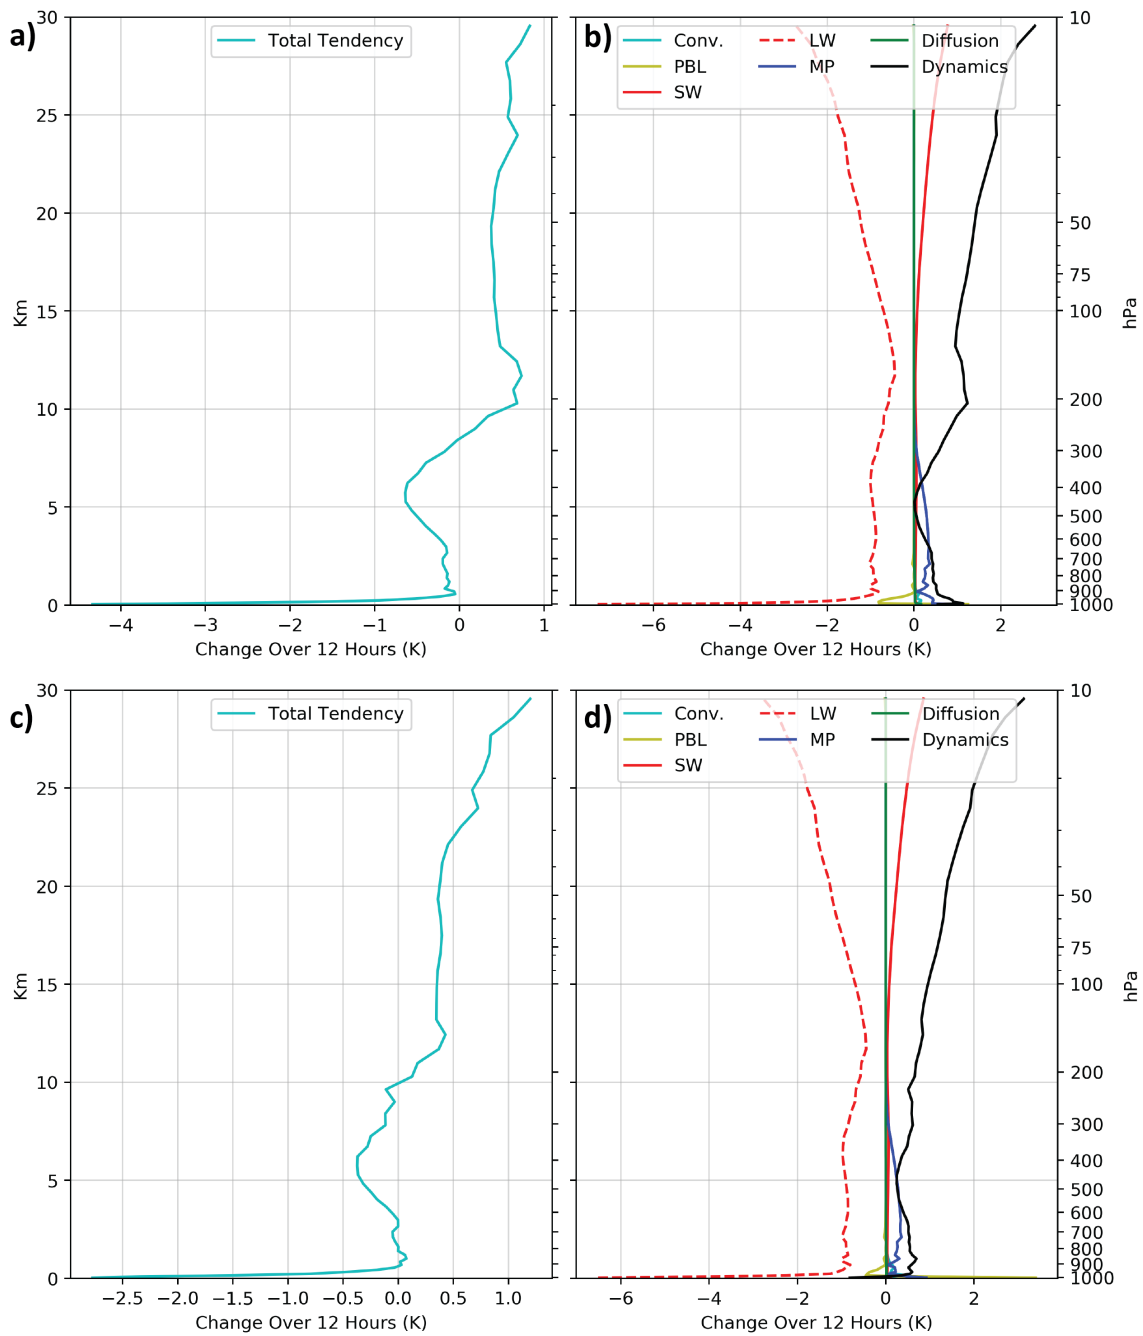 a)
Total Tendency
30
25
20
15
10
5
0
Km
−4 −3 −2 −1 0 1
Change Over 12 Hours (K)
b)
Conv. LW Diffusion
PBL MP Dynamics
SW
10
50
75
100
200
300
400
500
600
700
800
900
1000
hPa
−6 −4 −2 0 2
Change Over 12 Hours (K)
c)
Total Tendency
30
25
20
15
10
5
0
Km
−2.5 −2.0 −1.5 −1.0 −0.5 0.0 0.5 1.0
Change Over 12 Hours (K)
d)
Conv. LW Diffusion
PBL MP Dynamics
SW
10
50
75
100
200
300
400
500
600
700
800
900
1000
hPa
−6 −4 −2 0 2
Change Over 12 Hours (K)